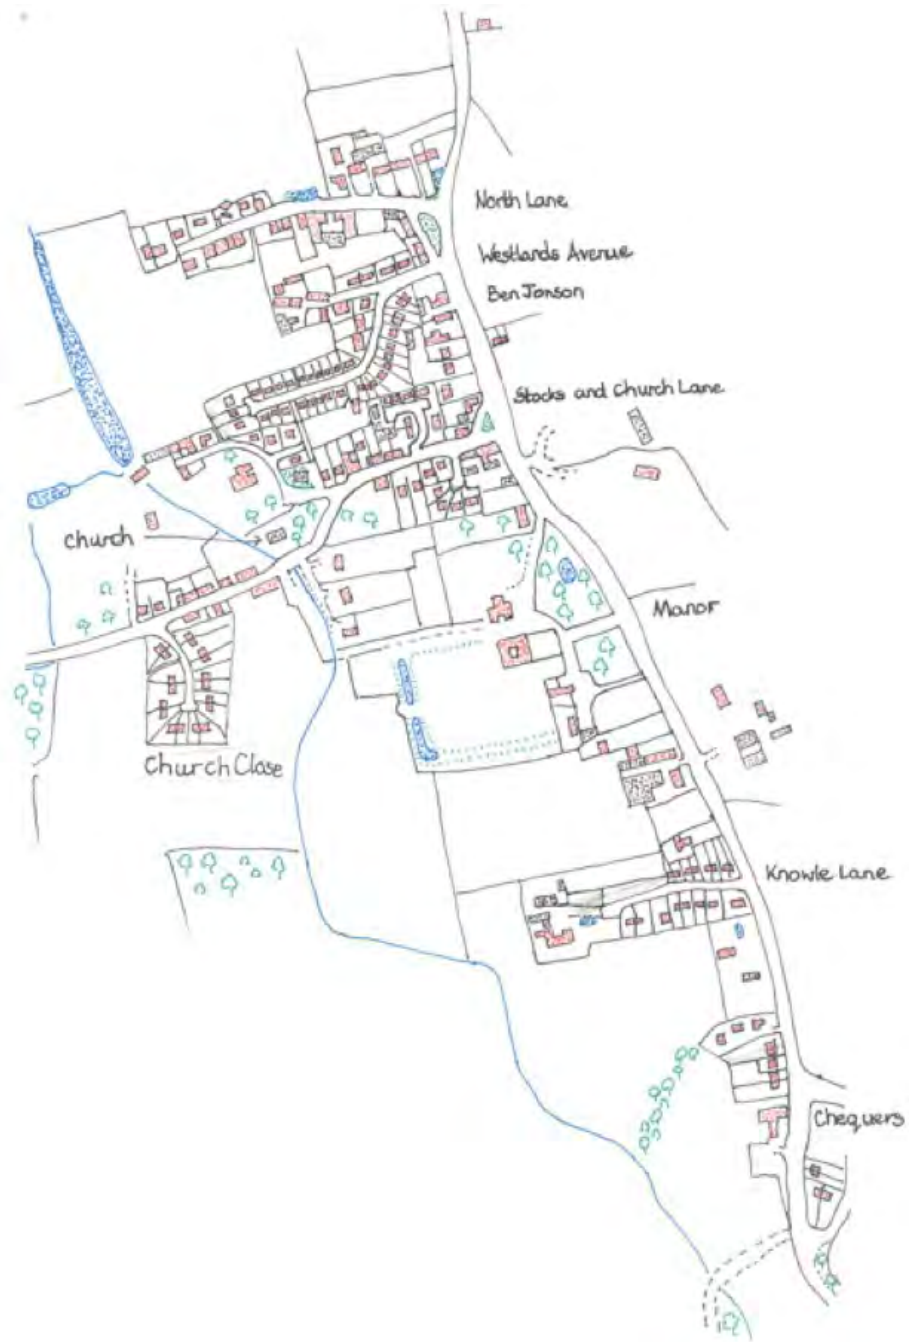 North Lane
Westlands Avenue
Ben Jonson
Stocks and Church Lane
church
Manor
Church Close
Knowle Lane
Chequers